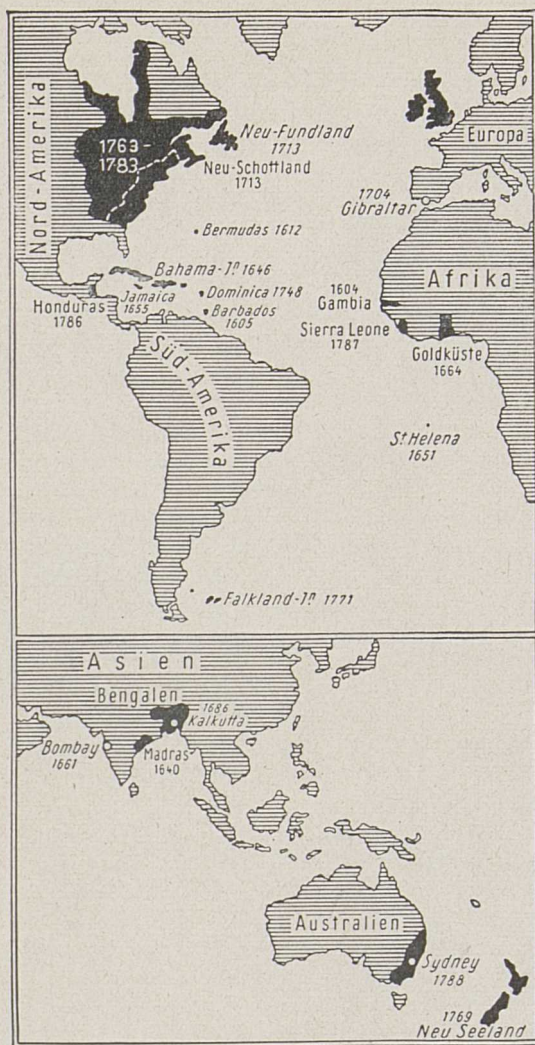 Nord-Amerika
1763-
1783
Neu-Fundland
1713
Neu-Schottland
1713
Europa
1704
Gibraltar
Bermudas 1612
Bahama-Jn 1646
Honduras
1786
Jamaica
1655
Dominica 1748
Barbados
1605
1604
Gambia
Afrika
Sierra Leone
1787
Goldküste
1664
Süd-Amerika
St Helena
1651
Falkland-Jn 1771
Asien
Bengalen
1686
Kalkutta
Bombay
1661
Madras
1640
Australien
Sydney
1788
1769
Neu Seeland